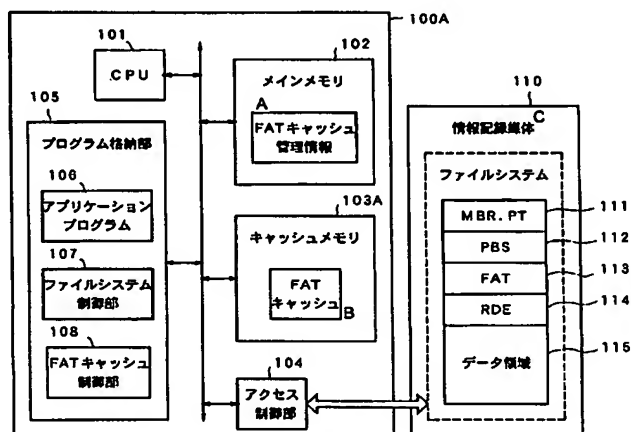 100A
101
CPU
102
メインメモリ
A
FATキャッシュ
管理情報
105
プログラム格納部
106
アプリケーション
プログラム
107
ファイルシステム
制御部
108
FATキャッシュ
制御部
103A
キャッシュメモリ
FAT
キャッシュ
B
104
アクセス
制御部
110
情報記録媒体
C
ファイルシステム
MBR.PT
111
PBS
112
FAT
113
RDE
114
データ領域
115